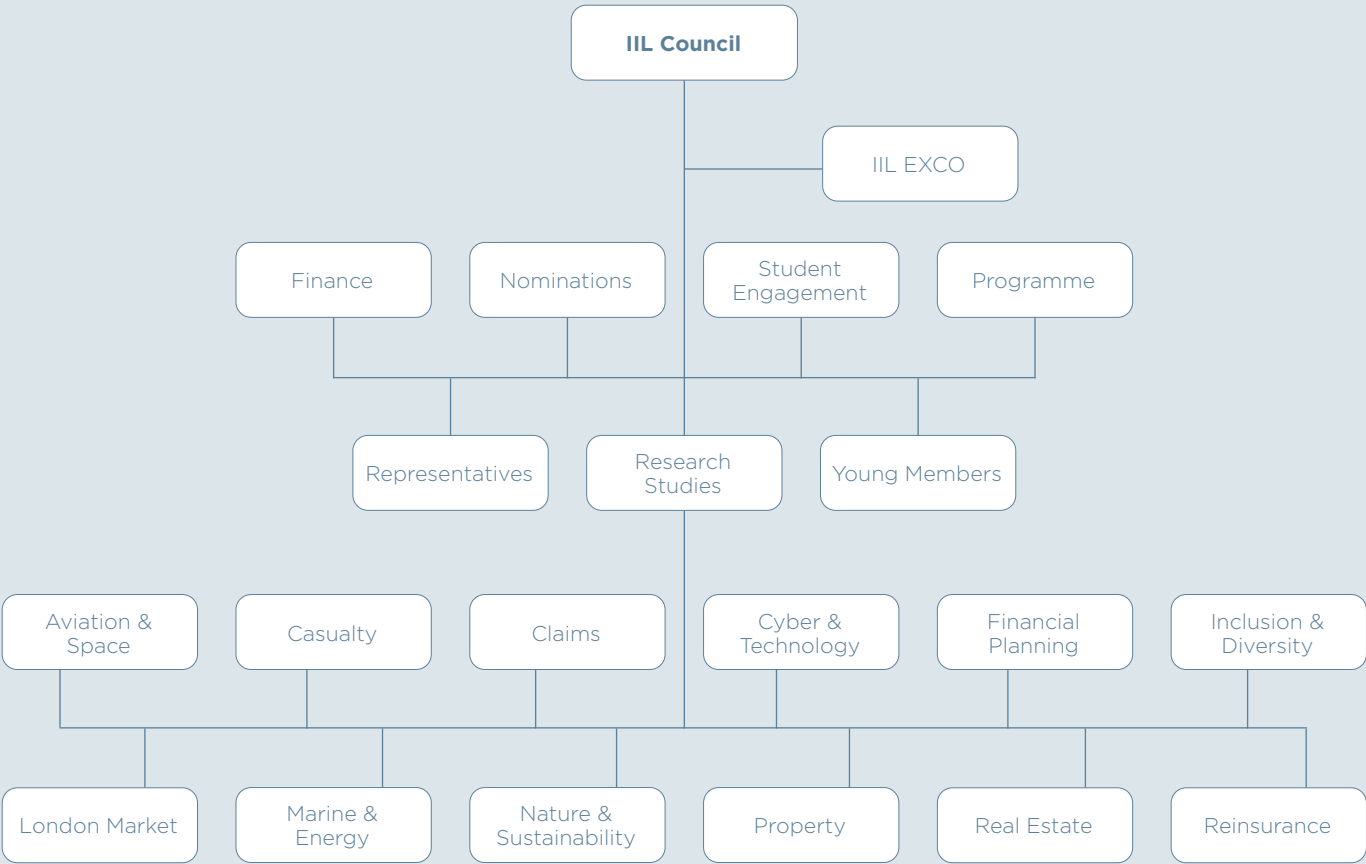 IIL Council
IIL EXCO
Finance
Nominations
Student
Engagement
Programme
Representatives
Research
Studies
Young Members
Aviation &
Space
Casualty
Claims
Cyber &
Technology
Financial
Planning
Inclusion &
Diversity
London Market
Marine &
Energy
Nature &
Sustainability
Property
Real Estate
Reinsurance